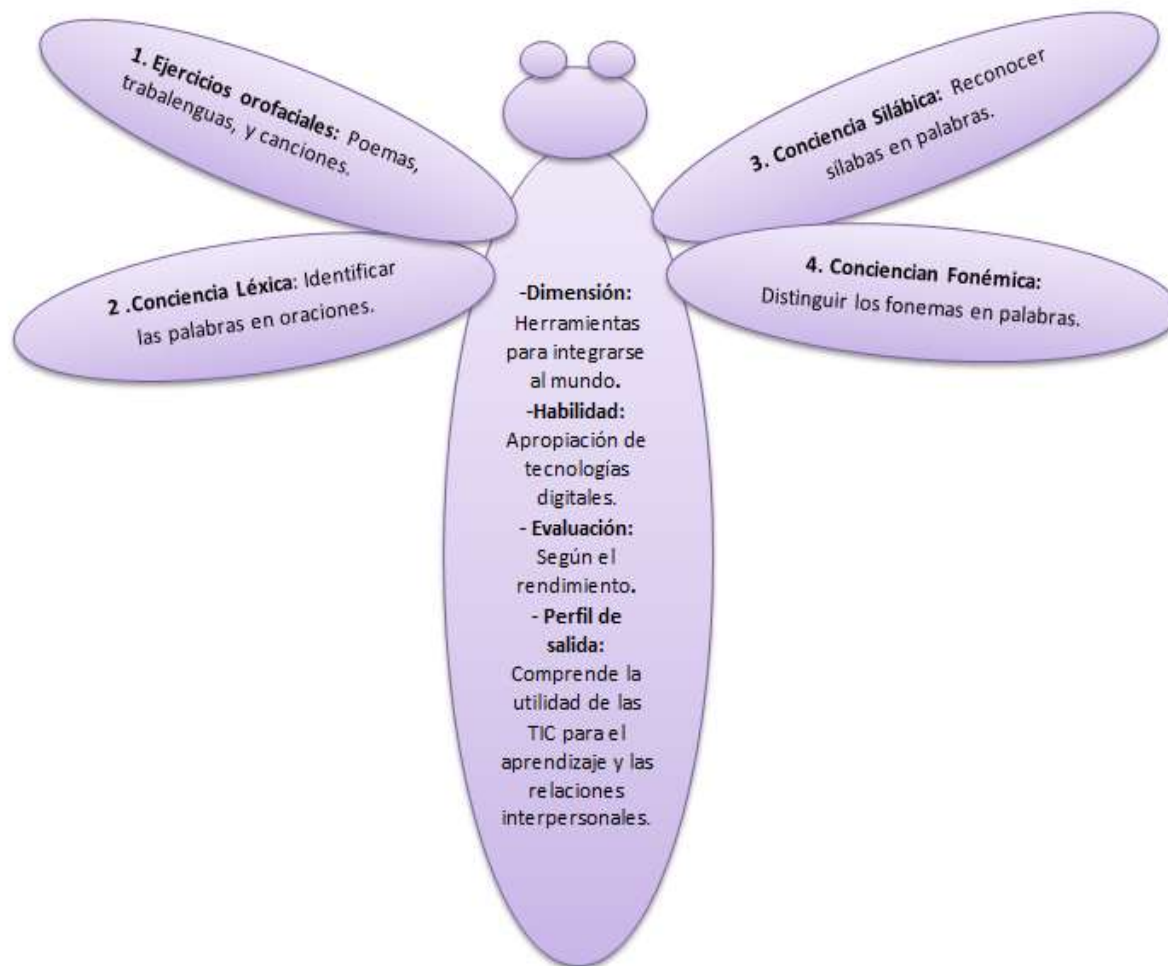 1. Ejercicios orofaciales: Poemas,
trabalenguas, y canciones.
2 .Conciencia Léxica: Identificar
las palabras en oraciones.
3. Conciencia Silábica: Reconocer
sílabas en palabras.
4. Conciencian Fonémica:
Distinguir los fonemas en palabras.
-Dimensión:
Herramientas
para integrarse
al mundo.
-Habilidad:
Apropiación de
tecnologías
digitales.
- Evaluación:
Según el
rendimiento.
- Perfil de
salida:
Comprende la
utilidad de las
TIC para el
aprendizaje y las
relaciones
interpersonales.